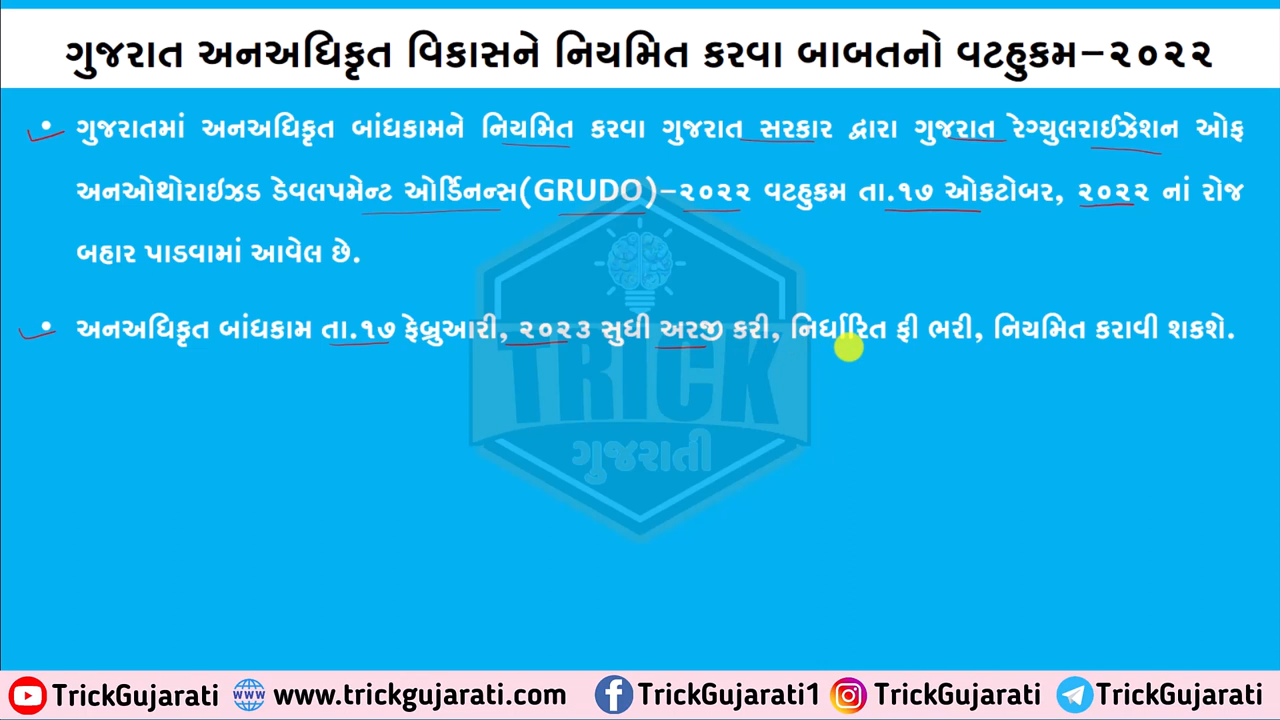 ગુજરાત અનઅધિકૃત વિકાસને નિયમિત કરવા બાબતનો વટહુકમ–૨૦૨૨
• ગુજરાતમાં અનઅધિકૃત બાંધકામને નિયમિત કરવા ગુજરાત સરકાર દ્વારા ગુજરાત રેગ્યુલરાઈઝેશન ઓફ
અનઓથોરાઇઝડ ડેવલપમેન્ટ ઓર્ડિનન્સ(GRUDO)–૨૦૨૨ વટહુકમ તા.૧૭ ઓકટોબર, ૨૦૨૨ નાં રોજ
બહાર પાડવામાં આવેલ છે.
• અનઅધિકૃત બાંધકામ તા.૧૭ ફેબ્રુઆરી, ૨૦૨૩ સુધી અરજી કરી, નિર્ધારિત ફી ભરી, નિયમિત કરાવી શકશે.
TRICK
ગુજરાતી
TrickGujarati www www.trickgujarati.com TrickGujarati1 TrickGujarati TrickGujarati